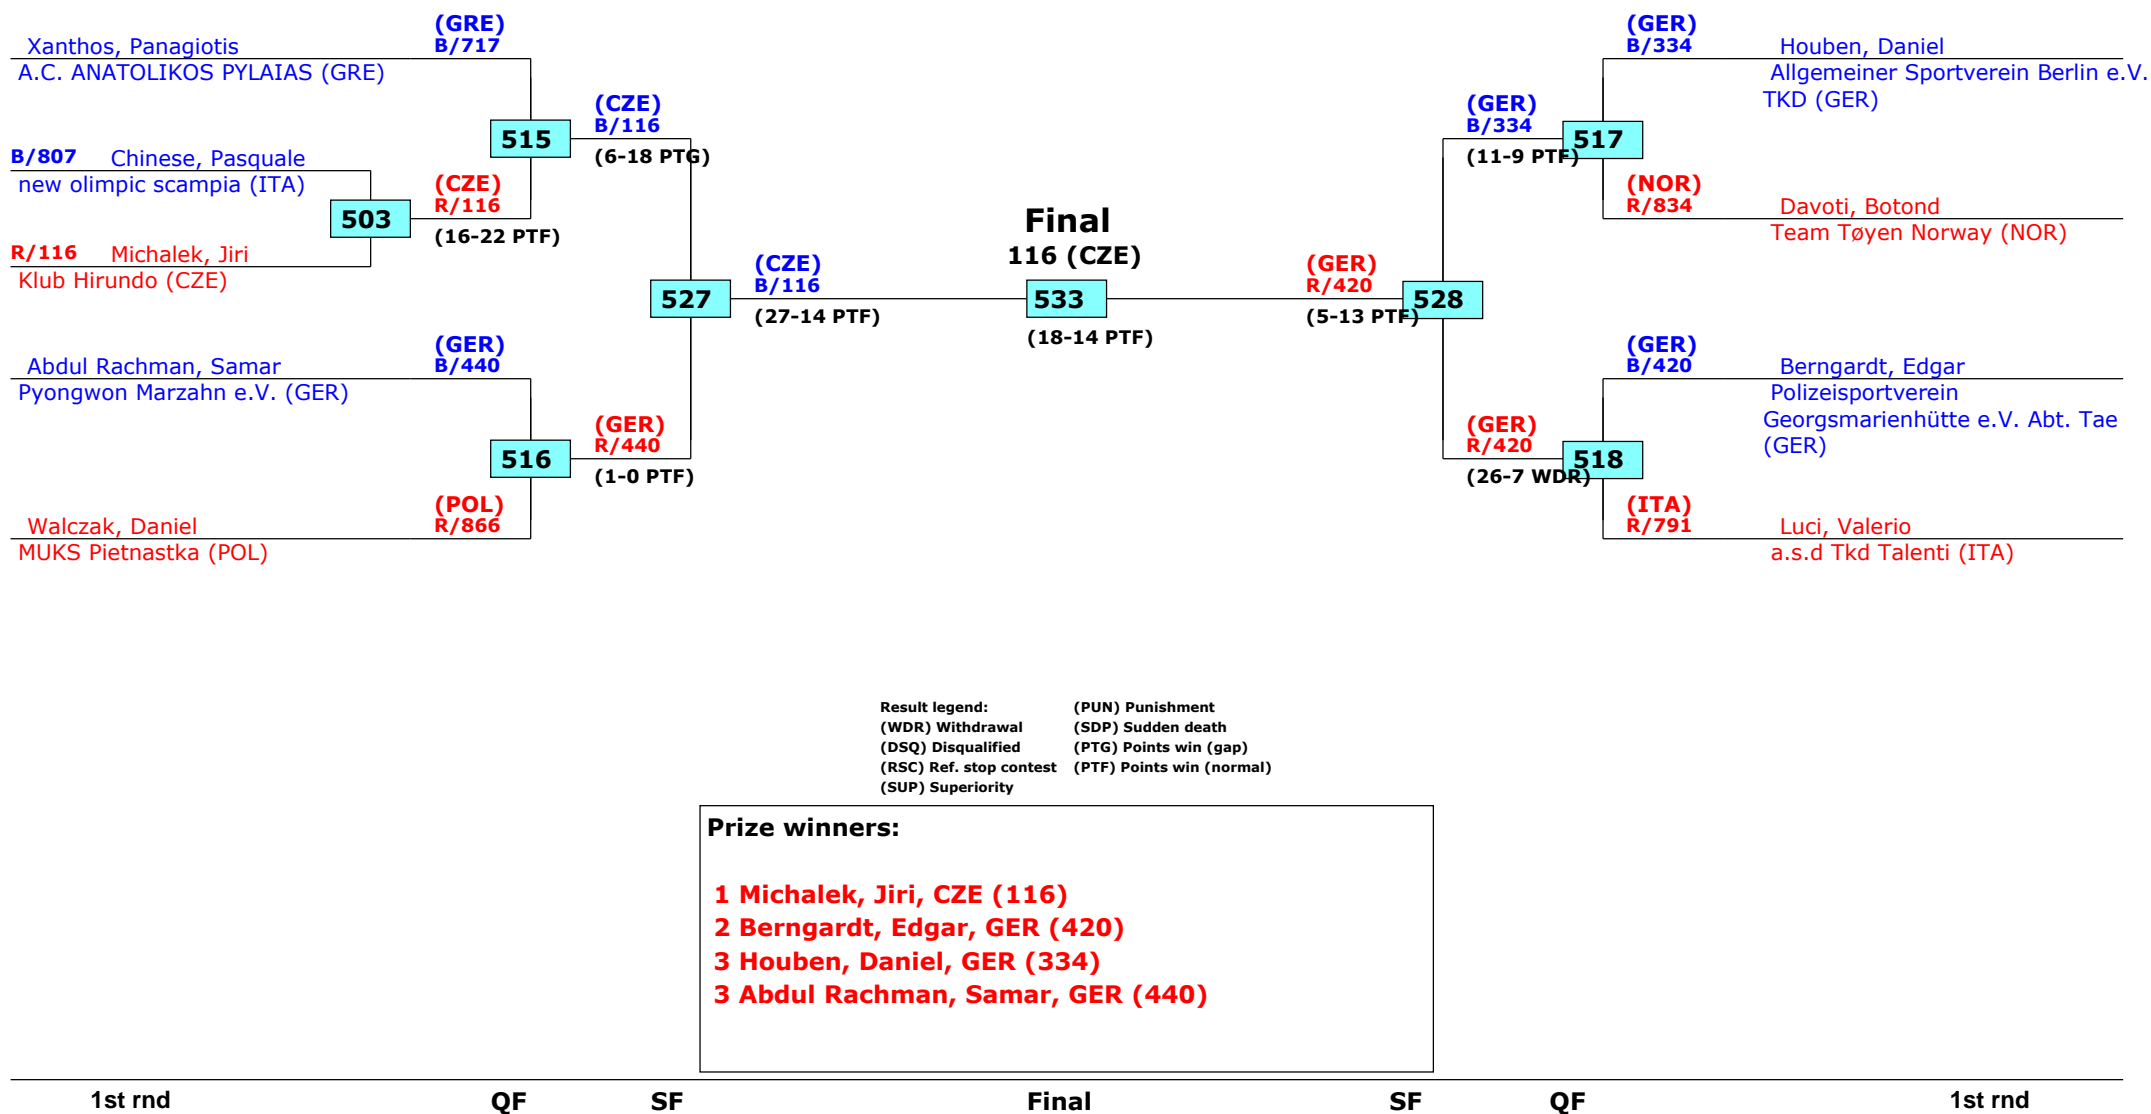 (GRE)
B/717
Xanthos, Panagiotis
A.C. ANATOLIKOS PYLAIAS (GRE)
515
(CZE)
B/116
(6-18 PTG)
B/807 Chinese, Pasquale
new olimpic scampia (ITA)
503
(CZE)
R/116
(16-22 PTF)
R/116 Michalek, Jiri
Klub Hirundo (CZE)
527
(CZE)
B/116
(27-14 PTF)
(GER)
B/440
Abdul Rachman, Samar
Pyongwon Marzahn e.V. (GER)
516
(GER)
R/440
(1-0 PTF)
(POL)
R/866
Walczak, Daniel
MUKS Pietnastka (POL)
Final
116 (CZE)
533
(18-14 PTF)
(GER)
B/334
Houben, Daniel
Allgemeiner Sportverein Berlin e.V.
TKD (GER)
(GER)
B/334
517
(11-9 PTF)
(NOR)
R/834
Davoti, Botond
Team Tøyen Norway (NOR)
(GER)
R/420
528
(5-13 PTF)
(GER)
B/420
Berngardt, Edgar
Polizeisportverein
Georgsmarienhütte e.V. Abt. Tae
(GER)
(GER)
R/420
518
(26-7 WDR)
(ITA)
R/791
Luci, Valerio
a.s.d Tkd Talenti (ITA)
Result legend: (PUN) Punishment
(WDR) Withdrawal (SDP) Sudden death
(DSQ) Disqualified (PTG) Points win (gap)
(RSC) Ref. stop contest (PTF) Points win (normal)
(SUP) Superiority
Prize winners:
1 Michalek, Jiri, CZE (116)
2 Berngardt, Edgar, GER (420)
3 Houben, Daniel, GER (334)
3 Abdul Rachman, Samar, GER (440)
1st rnd QF SF Final SF QF 1st rnd